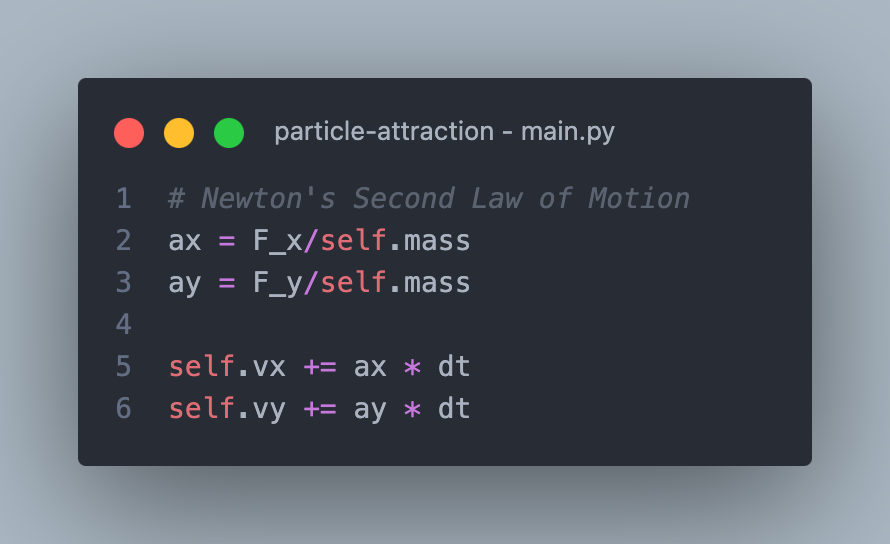 particle-attraction - main.py
1 # Newton's Second Law of Motion
2 ax = F_x/self.mass
3 ay = F_y/self.mass
4
5 self.vx += ax * dt
6 self.vy += ay * dt